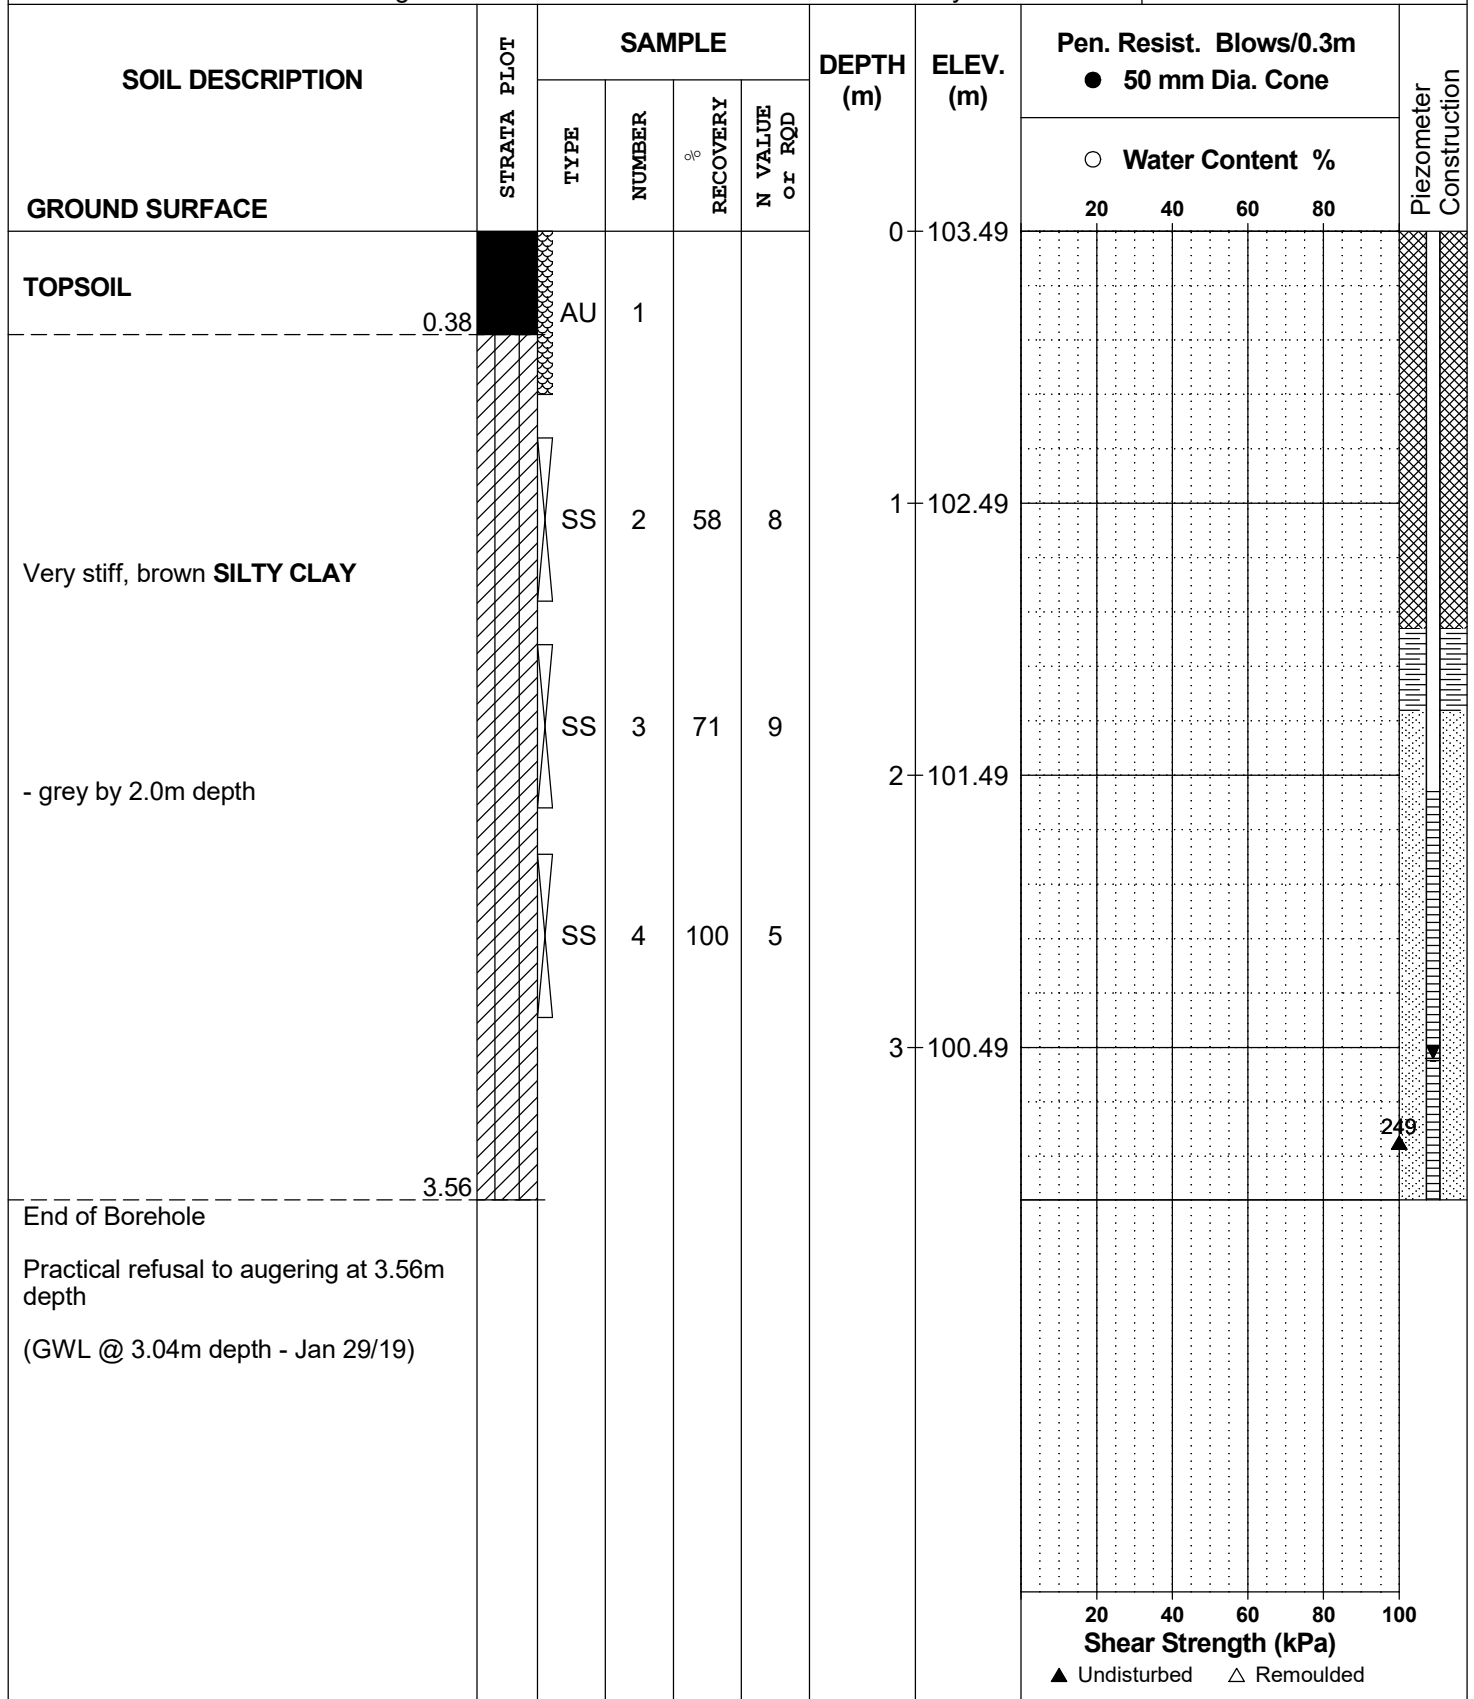 SOIL DESCRIPTION
GROUND SURFACE
STRATA PLOT
SAMPLE
TYPE
NUMBER
%
RECOVERY
N VALUE
or RQD
DEPTH
(m)
ELEV.
(m)
Pen. Resist. Blows/0.3m
● 50 mm Dia. Cone
○ Water Content %
20 40 60 80
Piezometer
Construction
0 103.49
TOPSOIL
0.38
AU 1
1 102.49
SS 2 58 8
Very stiff, brown SILTY CLAY
SS 3 71 9
2 101.49
- grey by 2.0m depth
SS 4 100 5
3 100.49
249
3.56
End of Borehole
Practical refusal to augering at 3.56m
depth
(GWL @ 3.04m depth - Jan 29/19)
20 40 60 80 100
Shear Strength (kPa)
▲ Undisturbed △ Remoulded